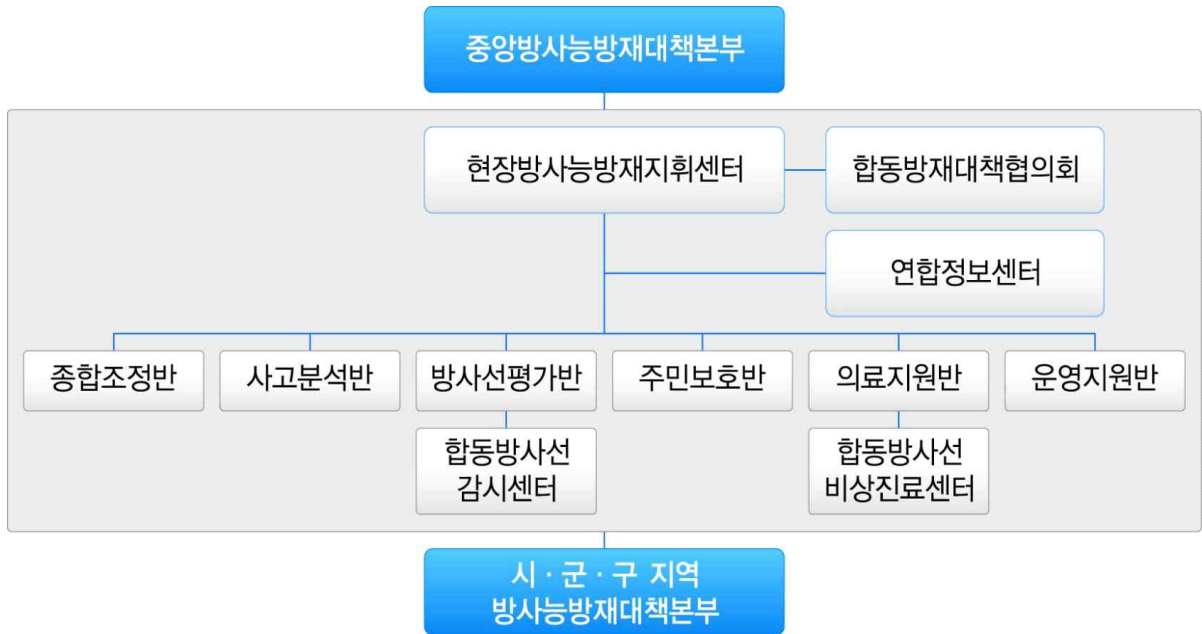 중앙방사능방재대책본부
현장방사능방재지휘센터
합동방재대책협의회
연합정보센터
종합조정반
사고분석반
방사선평가반
주민보호반
의료지원반
운영지원반
합동방사선
감시센터
합동방사선
비상진료센터
시·군·구 지역
방사능방재대책본부